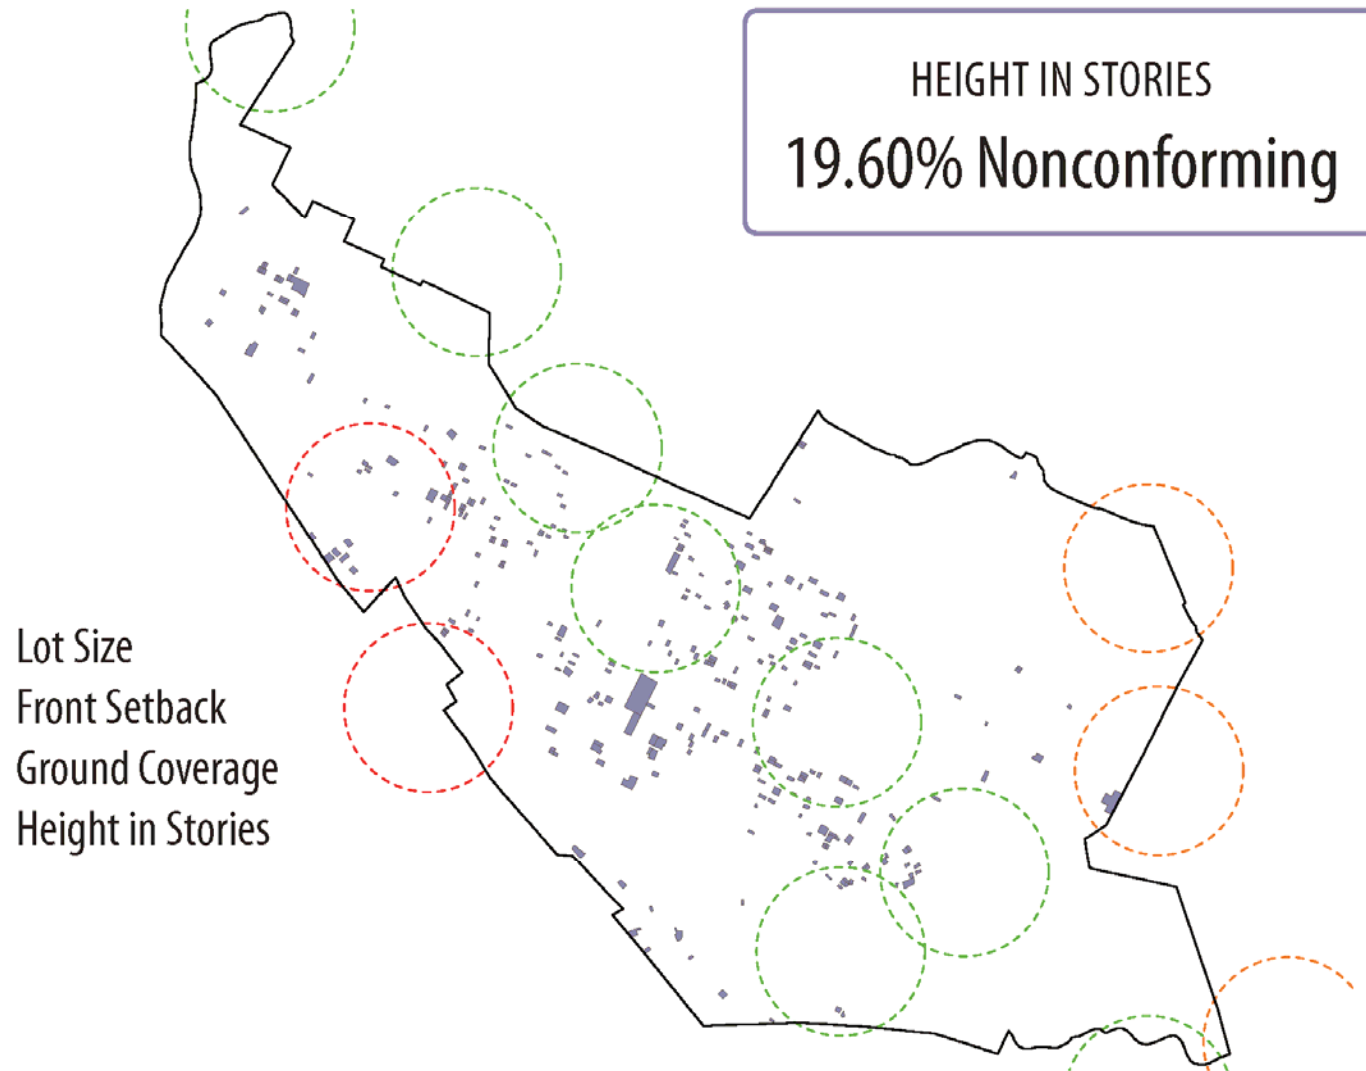 HEIGHT IN STORIES
19.60% Nonconforming
Lot Size
Front Setback
Ground Coverage
Height in Stories